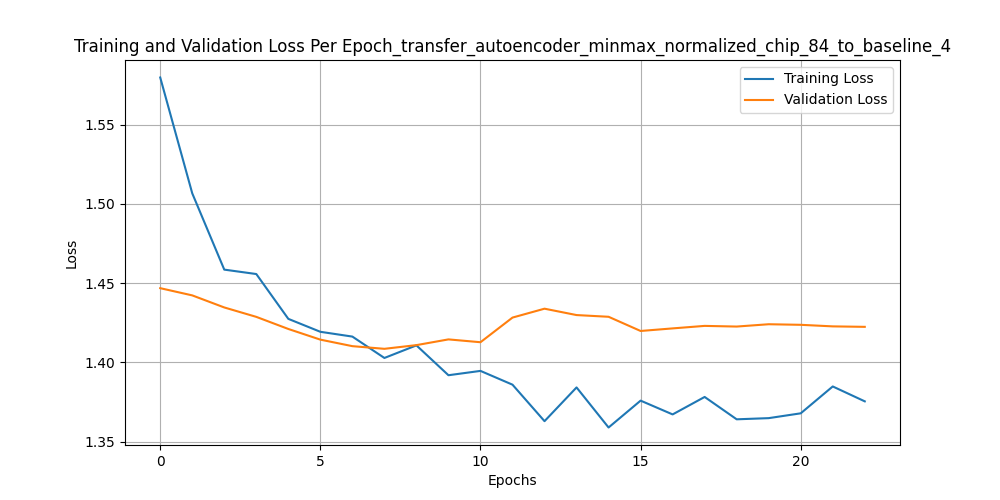 Training and Validation Loss Per Epoch_transfer_autoencoder_minmax_normalized_chip_84_to_baseline_4
Training Loss
Validation Loss
Loss
1.55
1.50
1.45
1.40
1.35
0 5 10 15 20
Epochs